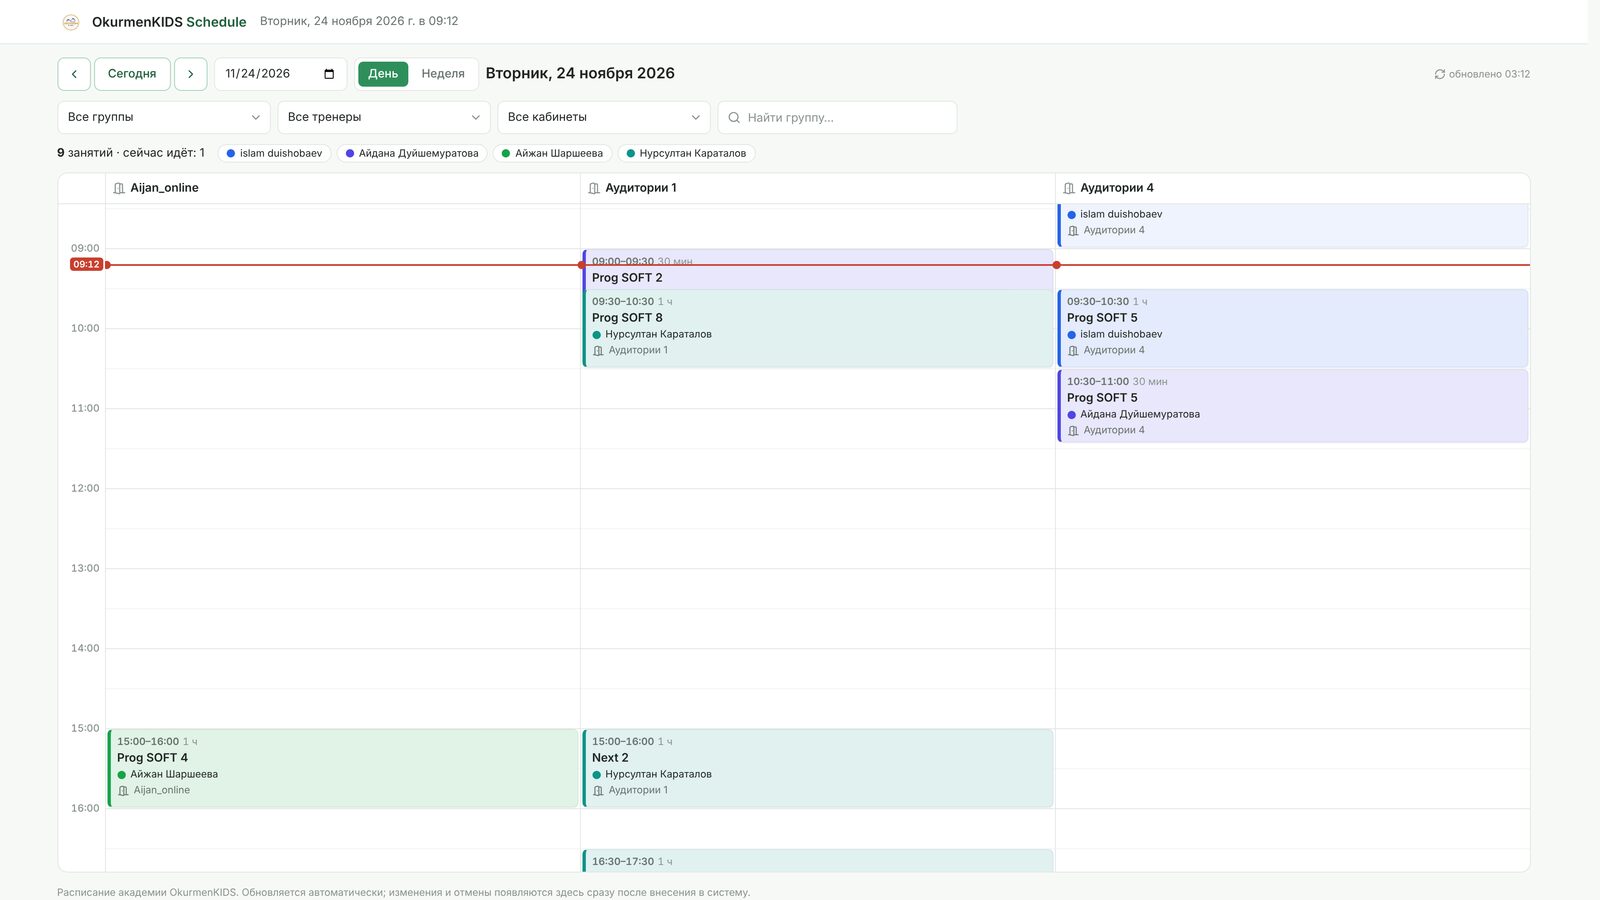 OkurmenKIDS Schedule Вторник, 24 ноября 2026 г. в 09:12
Сегодня 11/24/2026 День Неделя Вторник, 24 ноября 2026 обновлено 03:12
Все группы Все тренеры Все кабинеты Найти группу...
9 занятий · сейчас идёт: 1 islam duishobaev Айдана Дуйшемуратова Айжан Шаршеева Нурсултан Караталов
Aijan_online Аудитории 1 Аудитории 4
islam duishobaev
Аудитории 4
09:00
09:12
09:00–09:30 30 мин
Prog SOFT 2
09:30–10:30 1 ч
Prog SOFT 8
Нурсултан Караталов
Аудитории 1
09:30–10:30 1 ч
Prog SOFT 5
islam duishobaev
Аудитории 4
10:00
10:30–11:00 30 мин
Prog SOFT 5
Айдана Дуйшемуратова
Аудитории 4
11:00
12:00
13:00
14:00
15:00
15:00–16:00 1 ч
Prog SOFT 4
Айжан Шаршеева
Aijan_online
15:00–16:00 1 ч
Next 2
Нурсултан Караталов
Аудитории 1
16:00
16:30–17:30 1 ч
Расписание академии OkurmenKIDS. Обновляется автоматически; изменения и отмены появляются здесь сразу после внесения в систему.